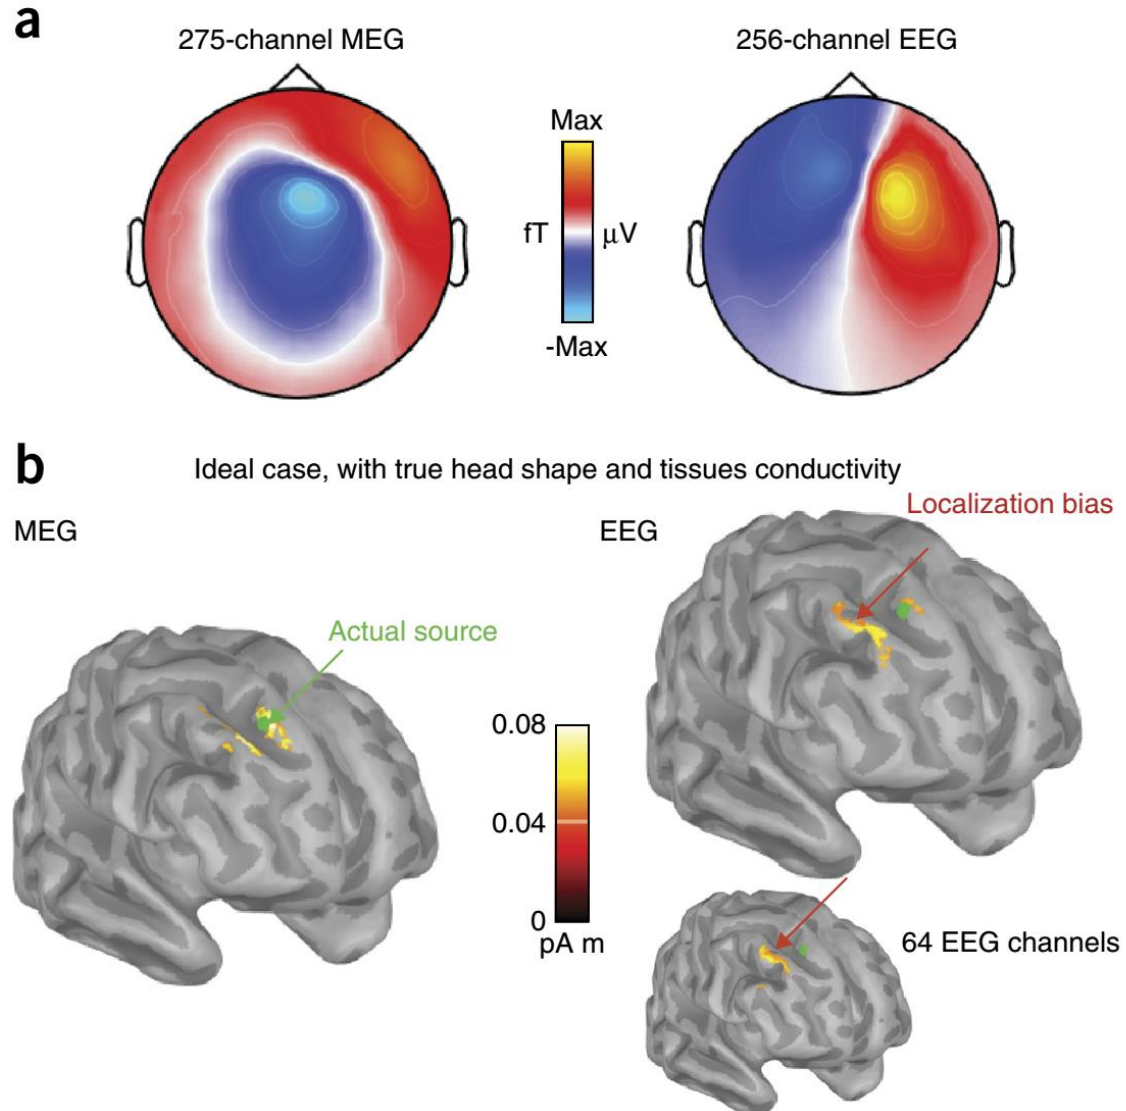 a
275-channel MEG
256-channel EEG
Max
fT
μV
-Max
b
Ideal case, with true head shape and tissues conductivity
MEG
EEG
Localization bias
Actual source
0.08
0.04
0
pA m
64 EEG channels